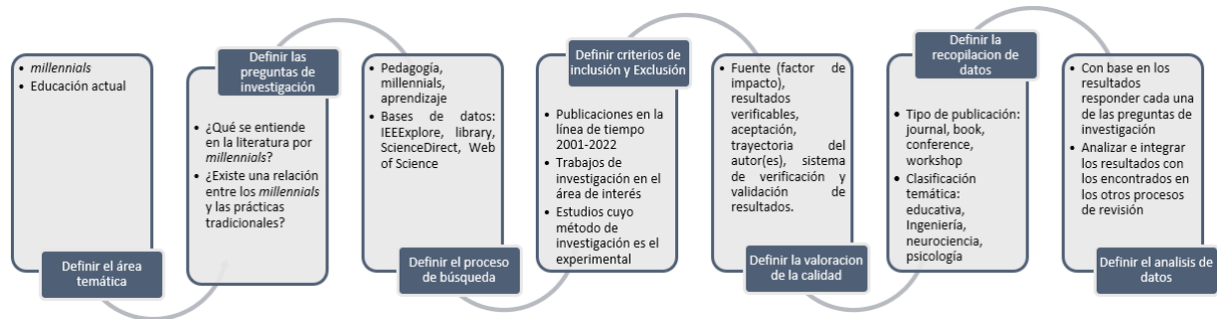 • millennials
• Educación actual
Definir el área
temática
Definir las
preguntas de
investigación
• ¿Qué se entiende
en la literatura por
millennials?
• ¿Existe una relación
entre los millennials
y las prácticas
tradicionales?
• Pedagogía,
millennials,
aprendizaje
• Bases de datos:
IEEExplore, library,
ScienceDirect, Web
of Science
Definir el proceso
de búsqueda
Definir criterios de
inclusión y Exclusión
• Publicaciones en la
línea de tiempo
2001-2022
• Trabajos de
investigación en el
área de interés
• Estudios cuyo
método de
investigación es el
experimental
• Fuente (factor de
impacto),
resultados
verificables,
aceptación,
trayectoria del
autor(es), sistema
de verificación y
validación de
resultados.
Definir la valoracion
de la calidad
Definir la
recopilacion de
datos
• Tipo de publicación:
journal, book,
conference,
workshop
• Clasificación
temática:
educativa,
Ingeniería,
neurociencia,
psicología
• Con base en los
resultados
responder cada una
de las preguntas de
investigación
• Analizar e integrar
los resultados con
los encontrados en
los otros procesos
de revisión
Definir el analisis de
datos